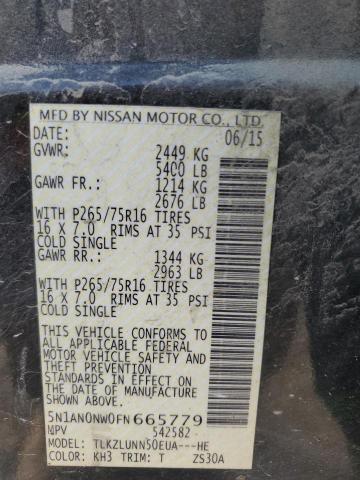 MFD BY NISSAN MOTOR CO., LTD.
DATE: 06/15
GVWR: 2449 KG
5400 LB
GAWR FR.: 1214 KG
2676 LB
WITH P265/75R16 TIRES
16 X 7.0 RIMS AT 35 PSI
COLD SINGLE
GAWR RR.: 1344 KG
2963 LB
WITH P265/75R16 TIRES
16 X 7.0 RIMS AT 35 PSI
COLD SINGLE
THIS VEHICLE CONFORMS TO
ALL APPLICABLE FEDERAL
MOTOR VEHICLE SAFETY
AND THEFT PREVENTION
STANDARDS IN EFFECT ON
THE DATE OF MANUFACTURE
SHOWN ABOVE.
5N1AN0NW0FN665779
MPV 542582
MODEL: TLKZLUNN50EUA---HE
COLOR: KH3 TRIM: T ZS30A